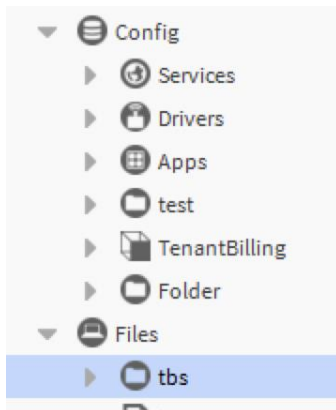 Config
Services
Drivers
Apps
test
TenantBilling
Folder
Files
tbs